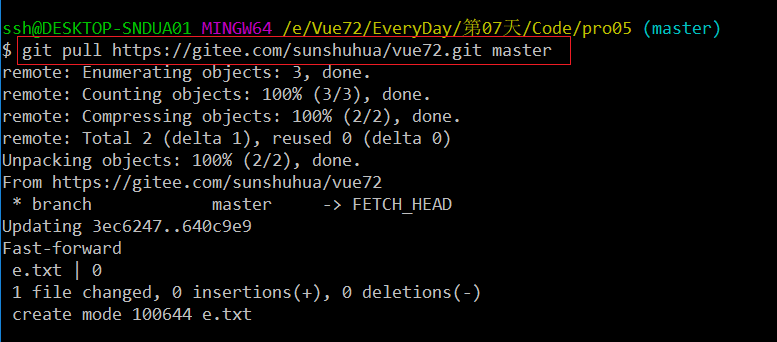 ssh@DESKTOP-SNDUA01 MINGW64 /e/Vue72/EveryDay/第07天/Code/pro05 (master)
$ git pull https://gitee.com/sunshuhua/vue72.git master
remote: Enumerating objects: 3, done.
remote: Counting objects: 100% (3/3), done.
remote: Compressing objects: 100% (2/2), done.
remote: Total 2 (delta 1), reused 0 (delta 0)
Unpacking objects: 100% (2/2), done.
From https://gitee.com/sunshuhua/vue72
 * branch            master     -> FETCH_HEAD
Updating 3ec6247..640c9e9
Fast-forward
 e.txt | 0
 1 file changed, 0 insertions(+), 0 deletions(-)
 create mode 100644 e.txt